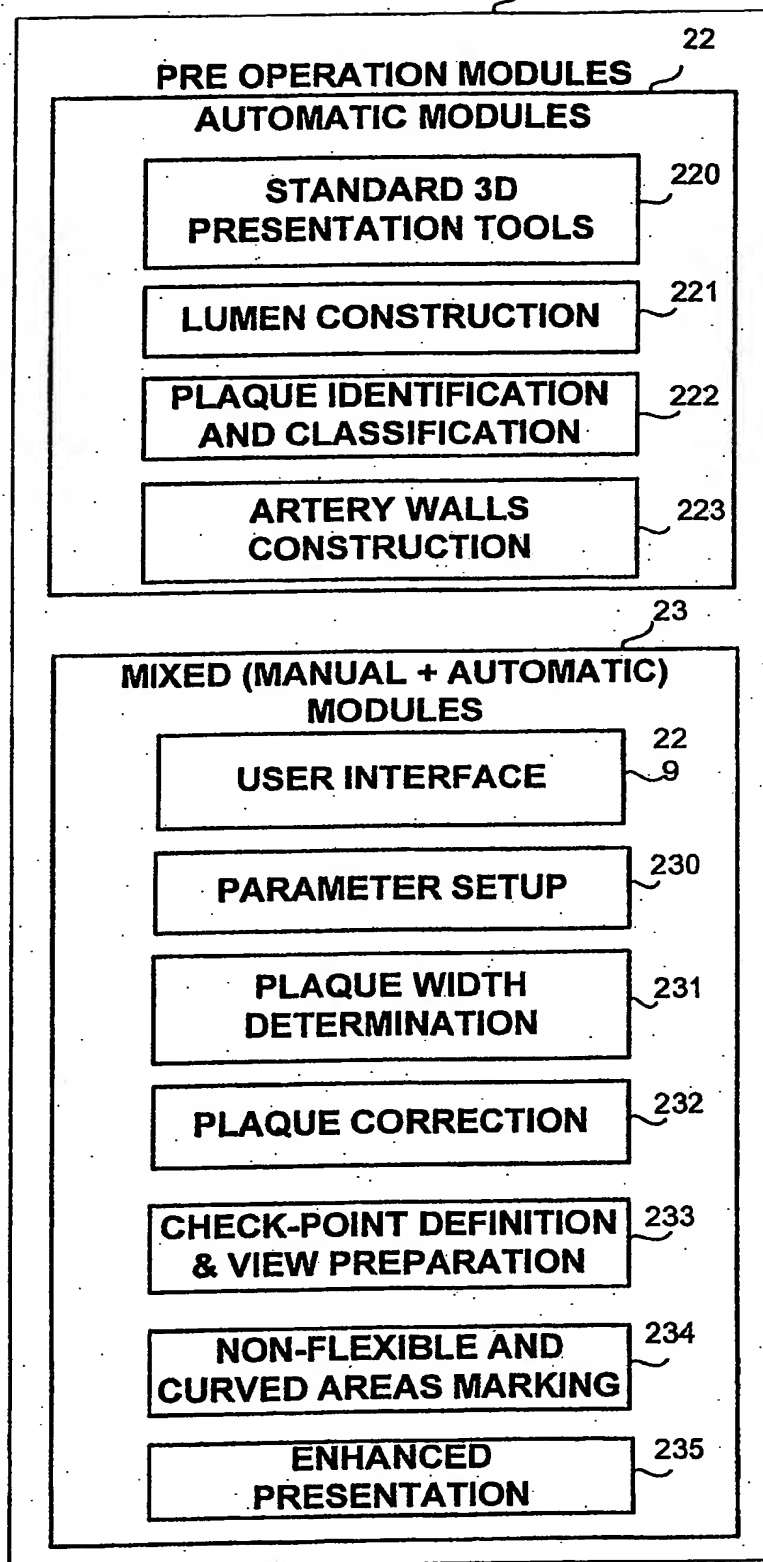 22
PRE OPERATION MODULES
AUTOMATIC MODULES
STANDARD 3D
PRESENTATION TOOLS
220
LUMEN CONSTRUCTION
221
PLAQUE IDENTIFICATION
AND CLASSIFICATION
222
ARTERY WALLS
CONSTRUCTION
223
23
MIXED (MANUAL + AUTOMATIC)
MODULES
USER INTERFACE
22
9
PARAMETER SETUP
230
PLAQUE WIDTH
DETERMINATION
231
PLAQUE CORRECTION
232
CHECK-POINT DEFINITION
& VIEW PREPARATION
233
NON-FLEXIBLE AND
CURVED AREAS MARKING
234
ENHANCED
PRESENTATION
235